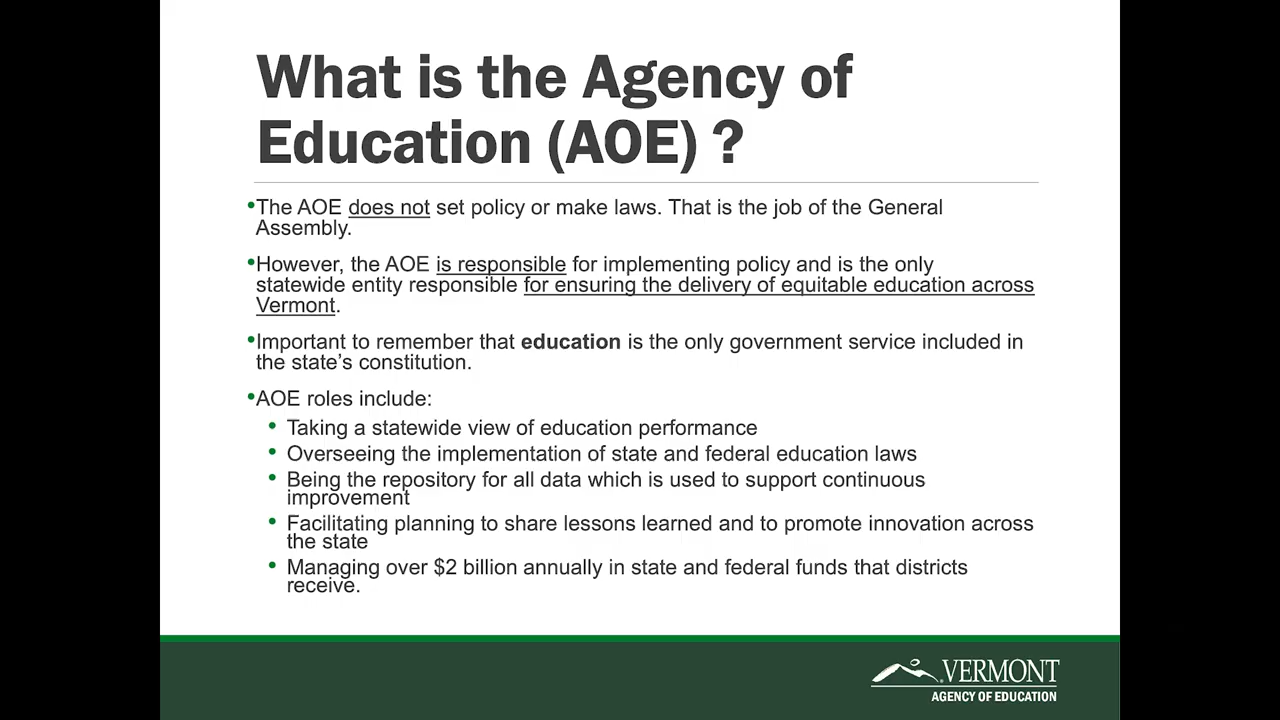 What is the Agency of
Education (AOE) ?
•The AOE does not set policy or make laws. That is the job of the General
Assembly.
•However, the AOE is responsible for implementing policy and is the only
statewide entity responsible for ensuring the delivery of equitable education across
Vermont.
•Important to remember that education is the only government service included in
the state’s constitution.
•AOE roles include:
• Taking a statewide view of education performance
• Overseeing the implementation of state and federal education laws
• Being the repository for all data which is used to support continuous
improvement
• Facilitating planning to share lessons learned and to promote innovation across
the state
• Managing over $2 billion annually in state and federal funds that districts
receive.
VERMONT
AGENCY OF EDUCATION